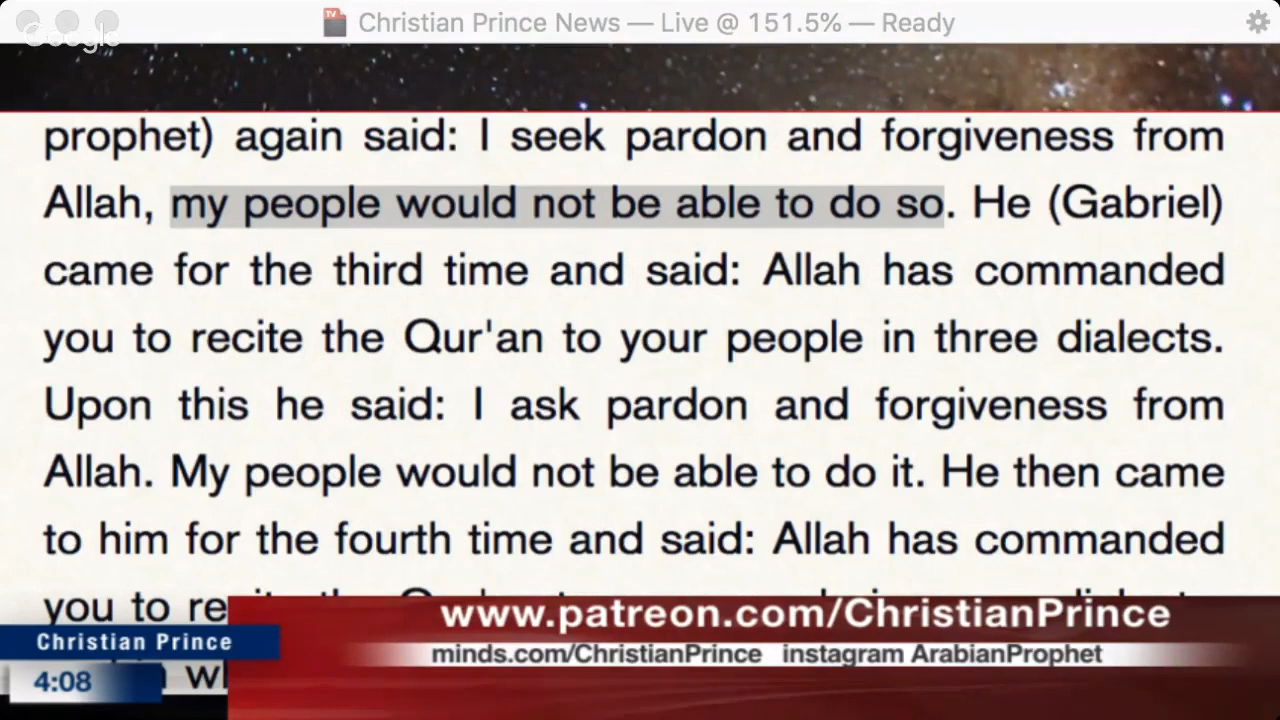 Christian Prince News — Live @ 151.5% — Ready
Google
prophet) again said: I seek pardon and forgiveness from
Allah, my people would not be able to do so. He (Gabriel)
came for the third time and said: Allah has commanded
you to recite the Qur'an to your people in three dialects.
Upon this he said: I ask pardon and forgiveness from
Allah. My people would not be able to do it. He then came
to him for the fourth time and said: Allah has commanded
you to
www.patreon.com/ChristianPrince
Christian Prince
minds.com/ChristianPrince instagram ArabianProphet
4:08